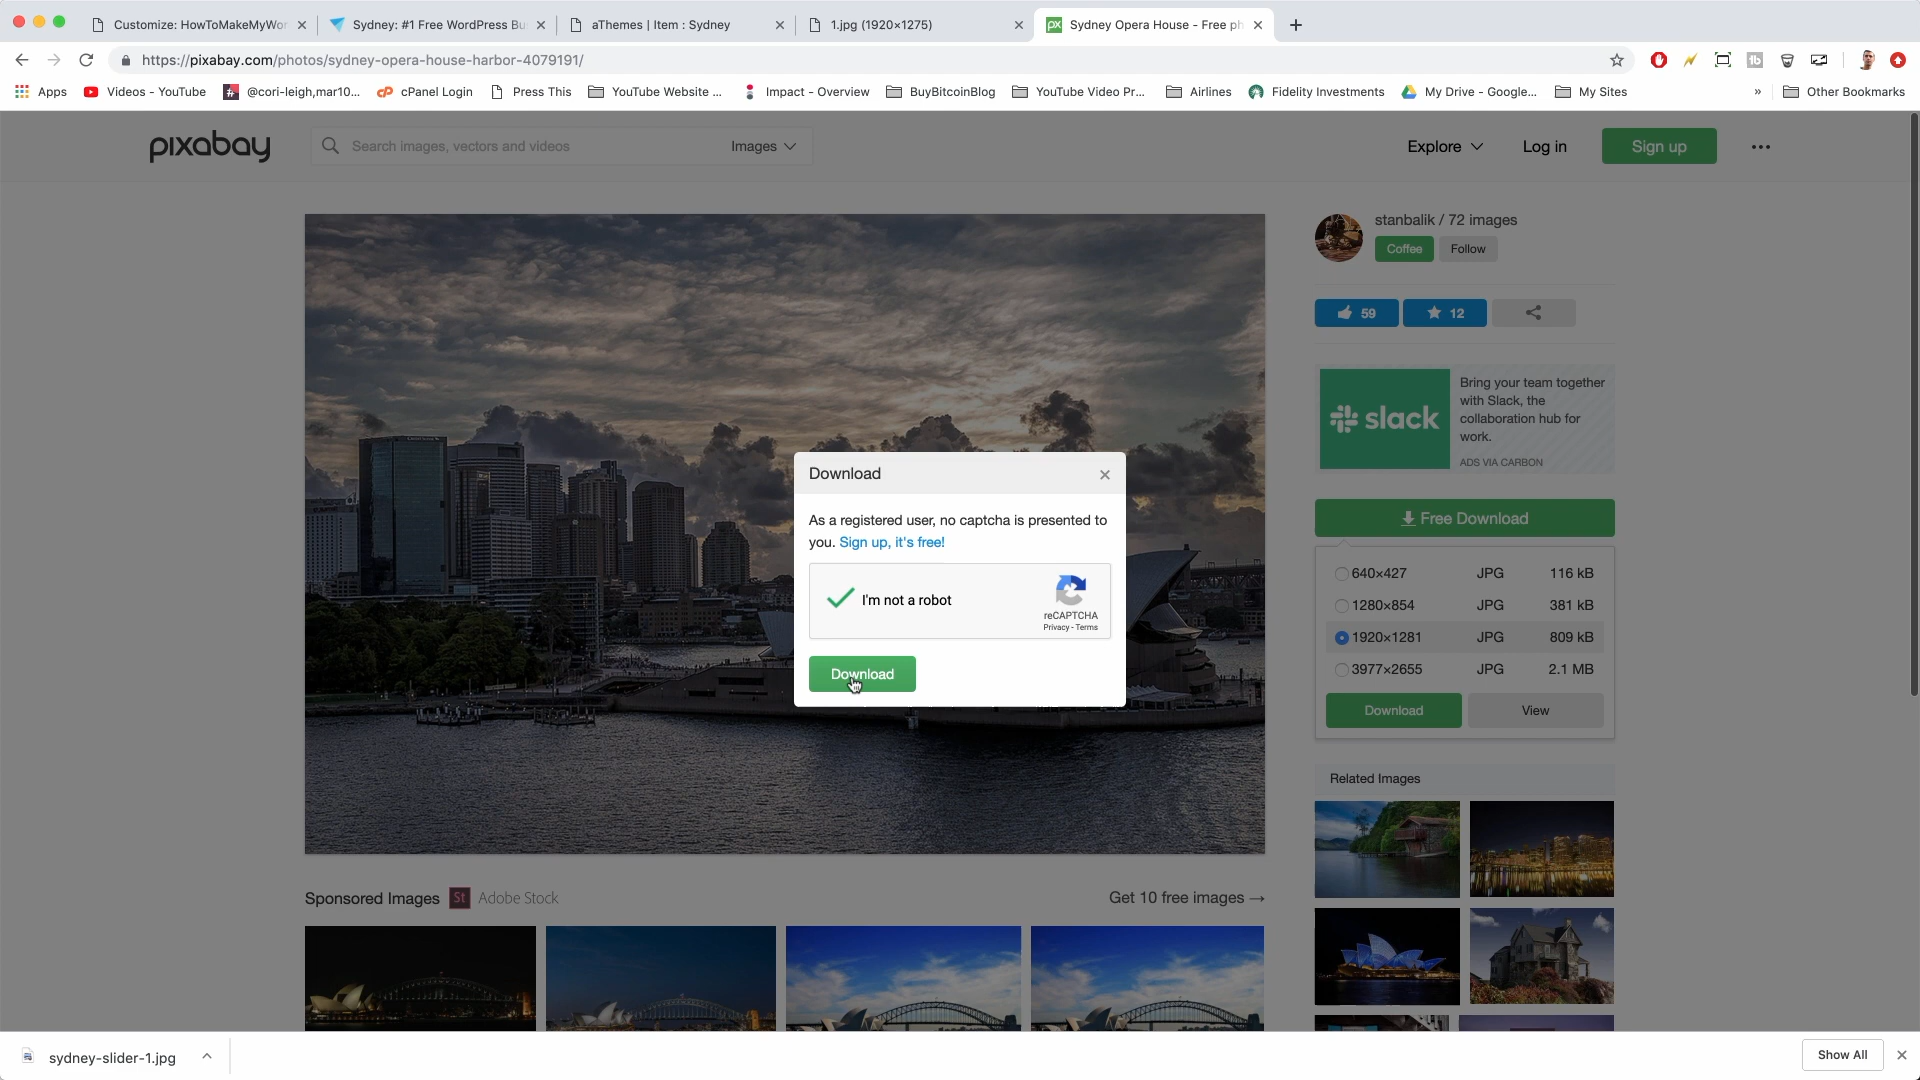 Customize: HowToMakeMyWor
Sydney: #1 Free WordPress Bu
aThemes | Item : Sydney
1.jpg (1920×1275)
px
Sydney Opera House - Free ph
https://pixabay.com/photos/sydney-opera-house-harbor-4079191/
Apps
Videos - YouTube
@cori-leigh,mar10...
cPanel Login
Press This
YouTube Website ...
Impact - Overview
BuyBitcoinBlog
YouTube Video Pr...
Airlines
Fidelity Investments
My Drive - Google...
My Sites
»
Other Bookmarks
pixabay
Search images, vectors and videos
Images
Explore
Log in
Sign up
stanbalik / 72 images
Coffee
Follow
59
12
slack
Bring your team together
with Slack, the
collaboration hub for
work.
ADS VIA CARBON
Download
As a registered user, no captcha is presented to
you. Sign up, it's free!
I'm not a robot
reCAPTCHA
Privacy - Terms
Download
Free Download
640×427 JPG 116 kB
1280×854 JPG 381 kB
1920×1281 JPG 809 kB
3977×2655 JPG 2.1 MB
Download
View
Related Images
Sponsored Images
St
Adobe Stock
Get 10 free images →
sydney-slider-1.jpg
Show All